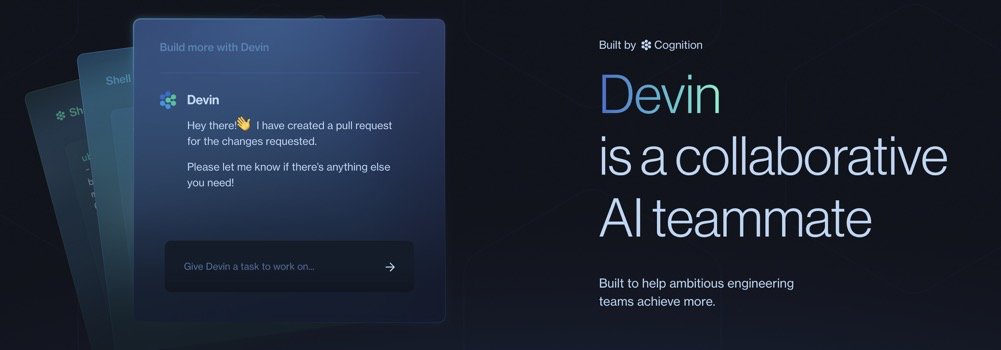 Build more with Devin
Shell
Devin
Hey there!👋 I have created a pull request
for the changes requested.
Please let me know if there's anything else
you need!
Give Devin a task to work on...
Built by Cognition
Devin
is a collaborative
AI teammate
Built to help ambitious engineering
teams achieve more.